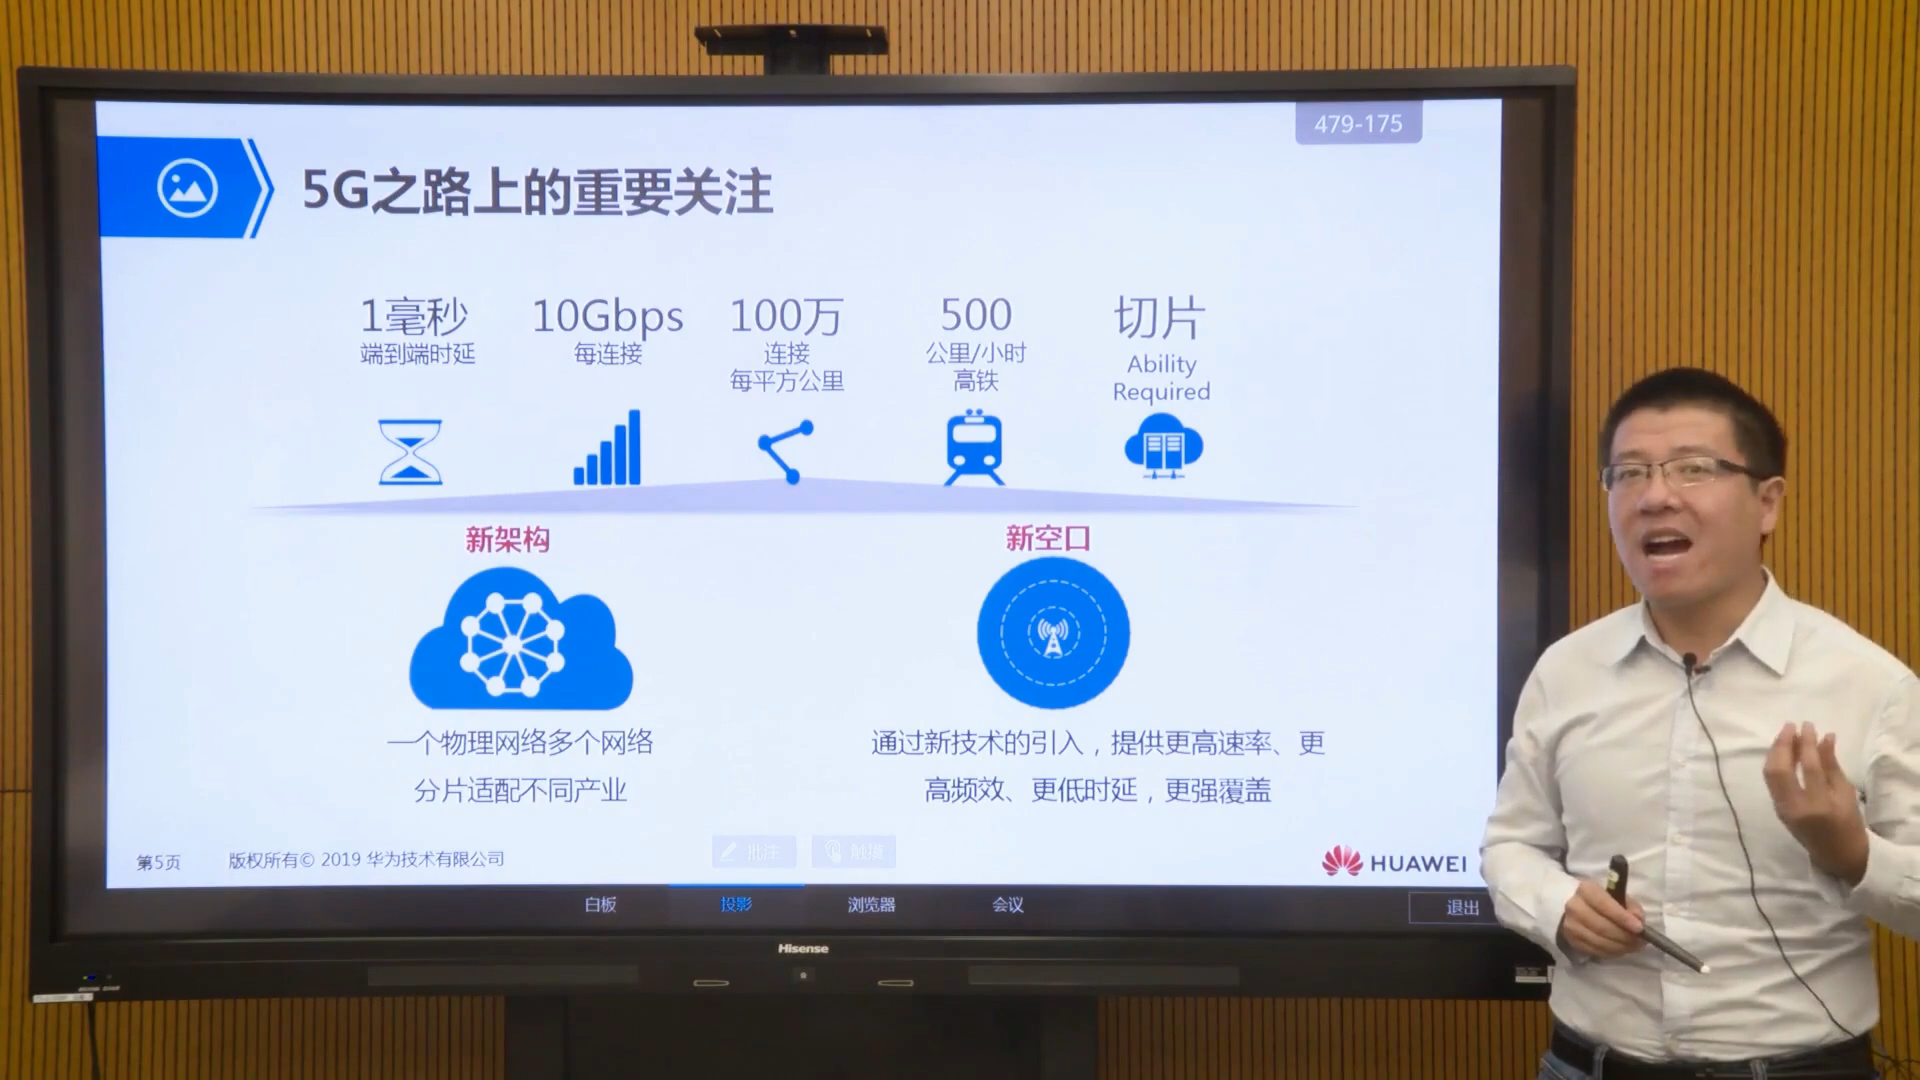 479-175
5G之路上的重要关注
1毫秒
端到端时延
10Gbps
每连接
100万
连接
每平方公里
500
公里/小时
高铁
切片
Ability
Required
新架构
一个物理网络多个网络
分片适配不同产业
新空口
通过新技术的引入，提供更高速率、更
高频效、更低时延，更强覆盖
批注
第5页
版权所有© 2019 华为技术有限公司
HUAWEI
白板
投影
浏览器
会议
退出
Hisense